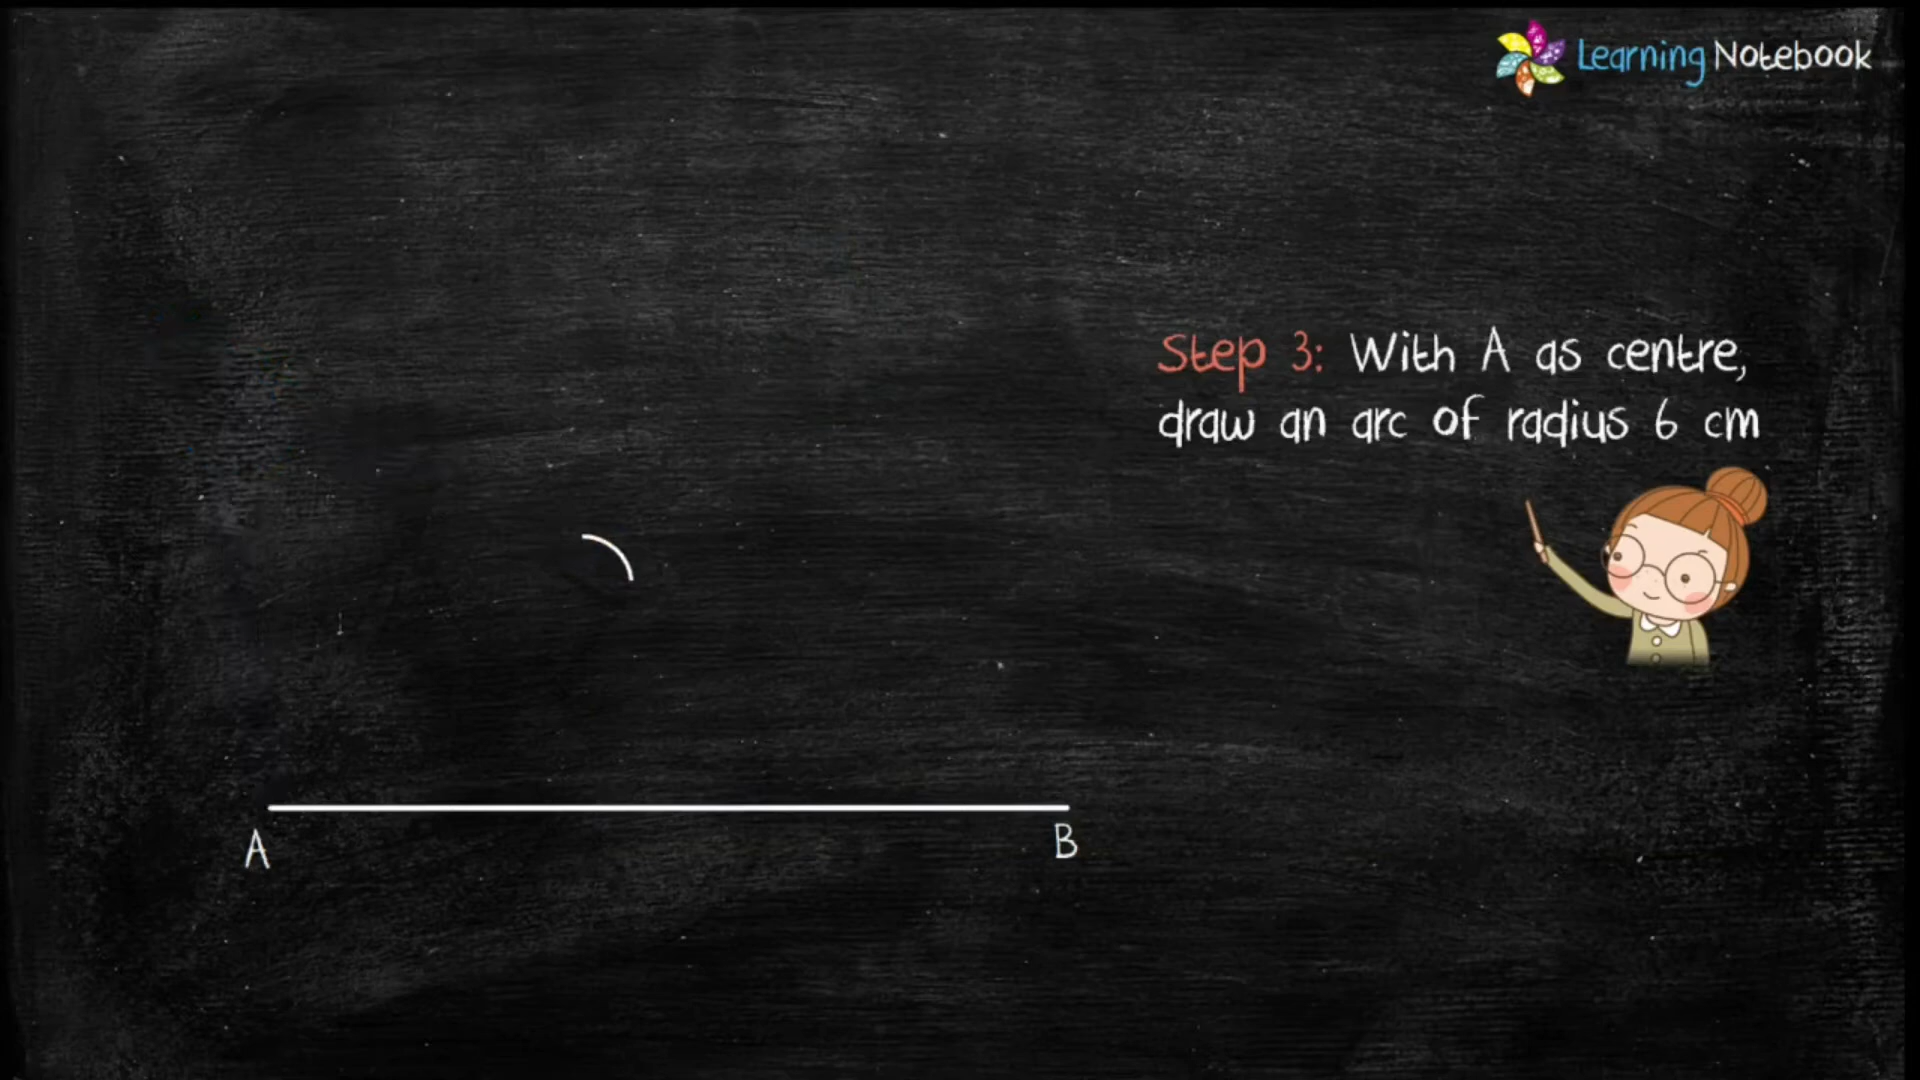 Learning Notebook
Step 3: With A as centre,
draw an arc of radius 6 cm
A
B